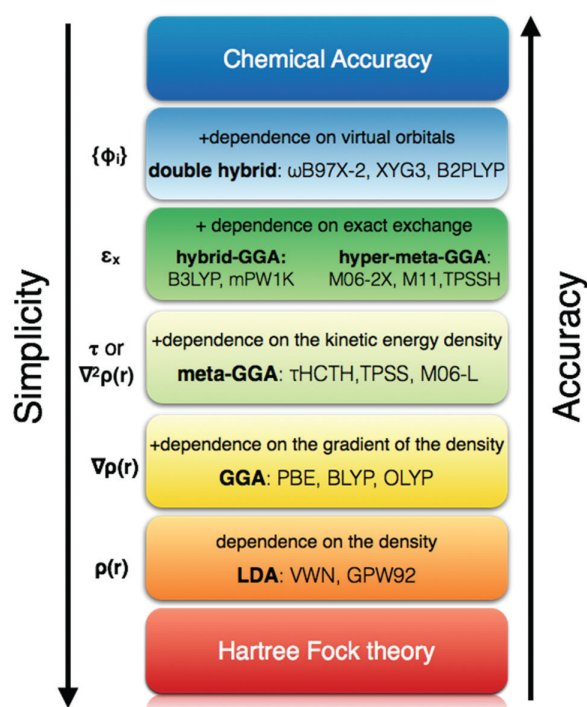 Chemical Accuracy
{ϕi}
+dependence on virtual orbitals
double hybrid: ωB97X-2, XYG3, B2PLYP
εx
+ dependence on exact exchange
hybrid-GGA:
B3LYP, mPW1K
hyper-meta-GGA:
M06-2X, M11,TPSSH
τ or
∇²ρ(r)
+dependence on the kinetic energy density
meta-GGA: τHCTH,TPSS, M06-L
∇ρ(r)
+dependence on the gradient of the density
GGA: PBE, BLYP, OLYP
ρ(r)
dependence on the density
LDA: VWN, GPW92
Hartree Fock theory
Simplicity
Accuracy